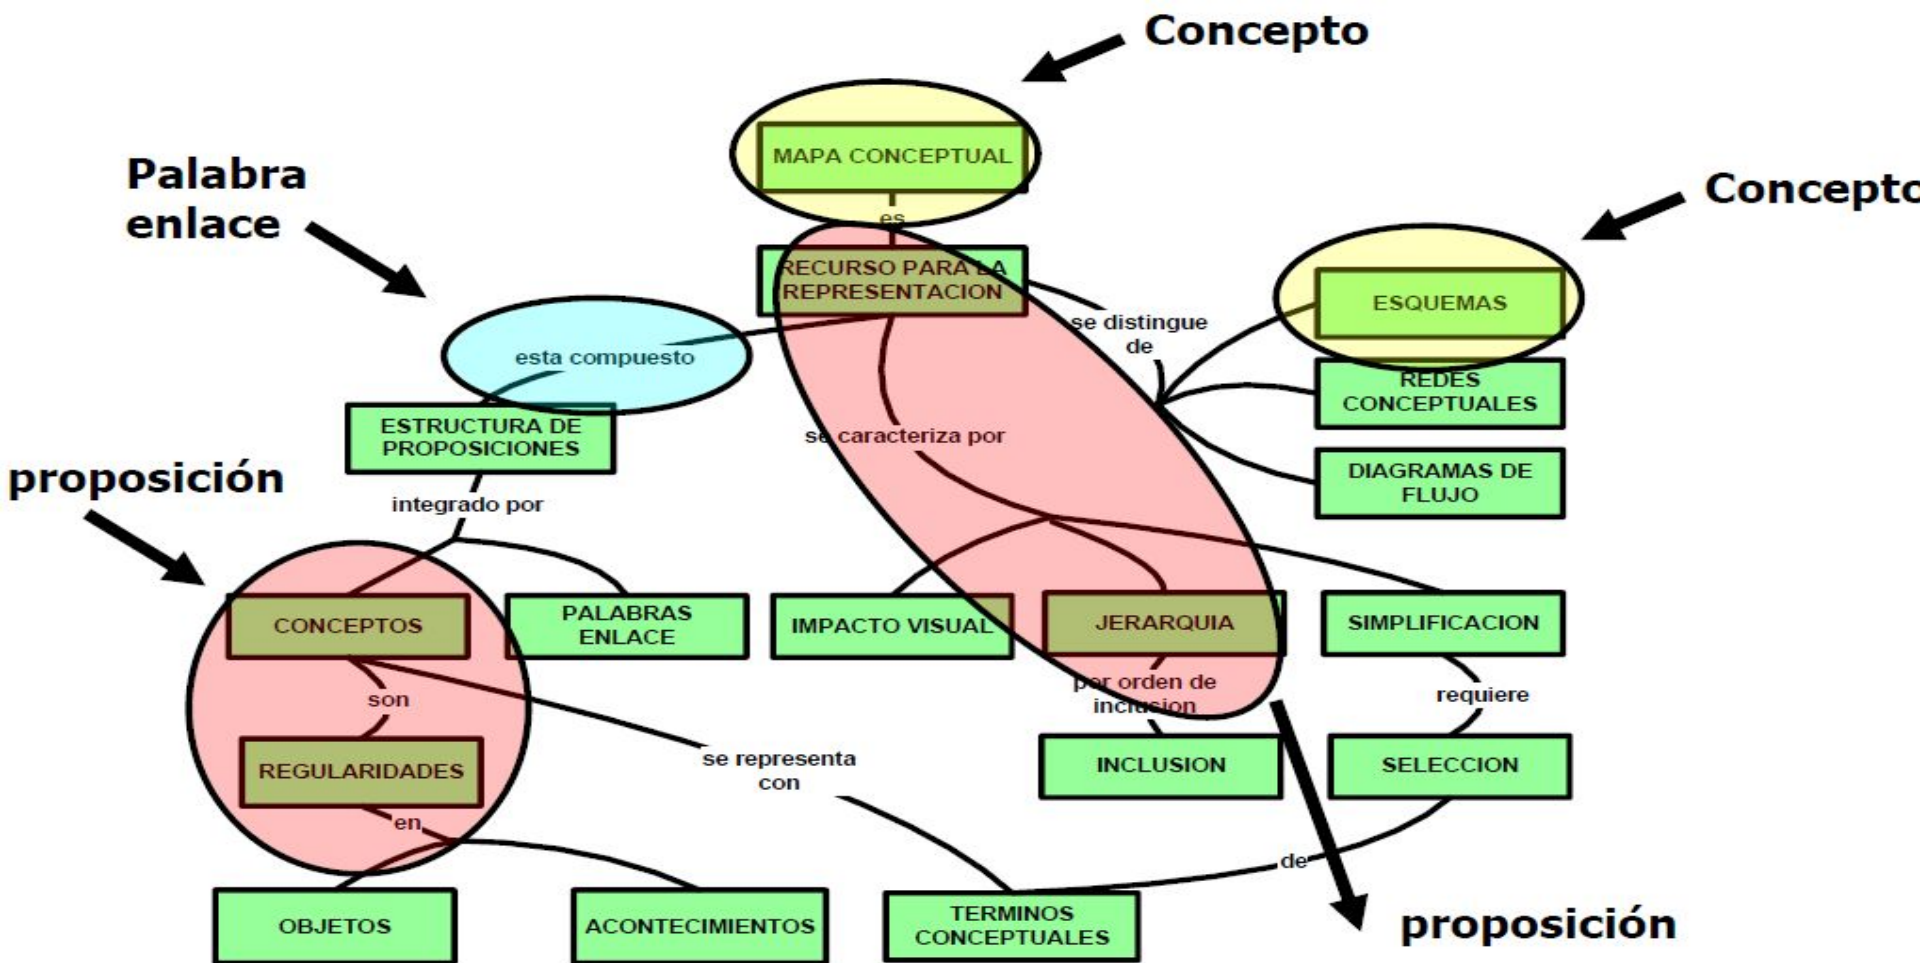 Concepto
Palabra
enlace
MAPA CONCEPTUAL
es
Concepto
RECURSO PARA LA
REPRESENTACION
se distingue
de
ESQUEMAS
esta compuesto
REDES
CONCEPTUALES
ESTRUCTURA DE
PROPOSICIONES
se caracteriza por
DIAGRAMAS DE
FLUJO
proposición
integrado por
CONCEPTOS
PALABRAS
ENLACE
IMPACTO VISUAL
JERARQUIA
SIMPLIFICACION
son
por orden de
inclusion
requiere
REGULARIDADES
se representa
con
INCLUSION
SELECCION
en
de
OBJETOS
ACONTECIMIENTOS
TERMINOS
CONCEPTUALES
proposición